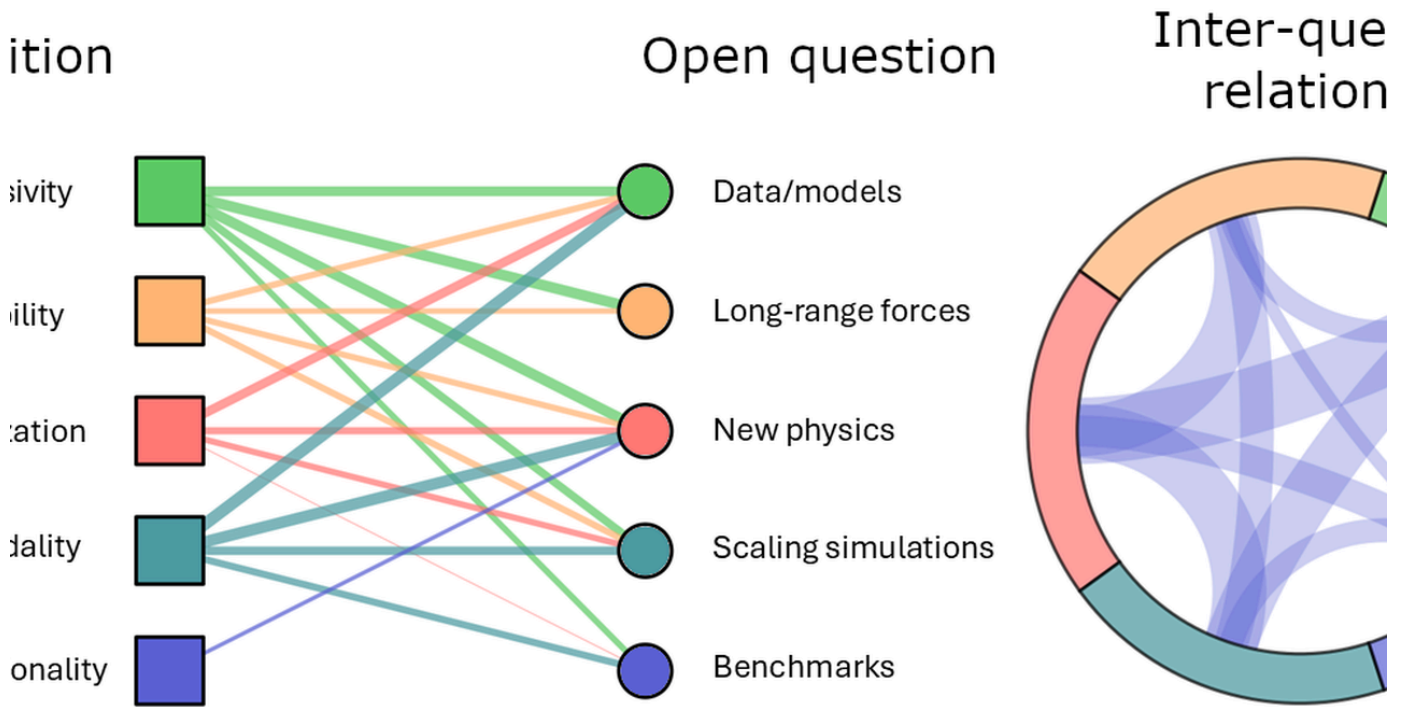 ition
Open question
Inter-que
relation
sivity
Data/models
ility
Long-range forces
ation
New physics
dality
Scaling simulations
onality
Benchmarks